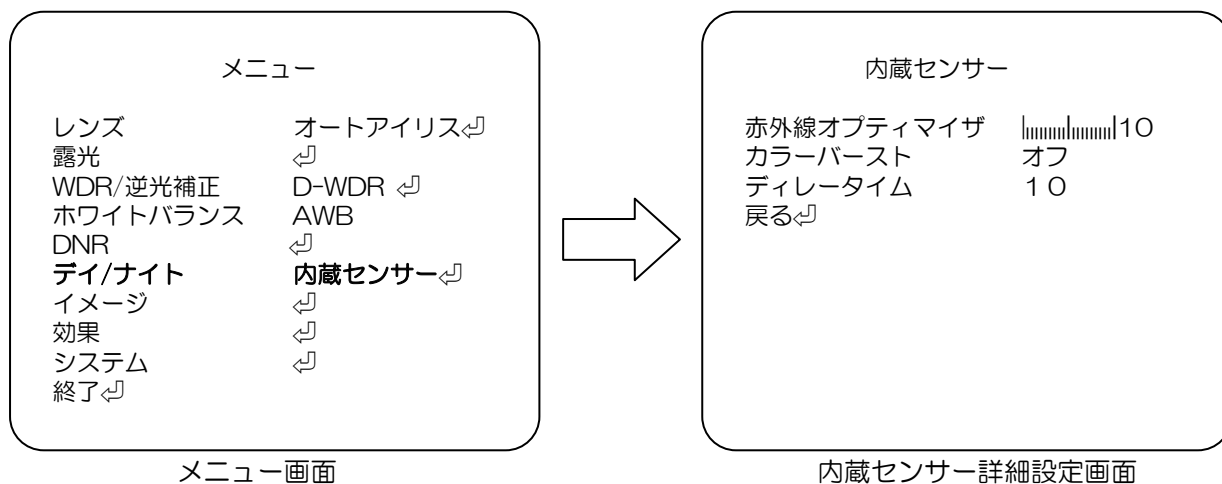 メニュー
レンズ オートアイリス⏎
露光 ⏎
WDR/逆光補正 D-WDR ⏎
ホワイトバランス AWB
DNR ⏎
デイ/ナイト 内蔵センサー⏎
イメージ ⏎
効果 ⏎
システム ⏎
終了⏎
メニュー画面
内蔵センサー
赤外線オプティマイザ 10
カラーバースト オフ
ディレータイム 10
戻る⏎
内蔵センサー詳細設定画面